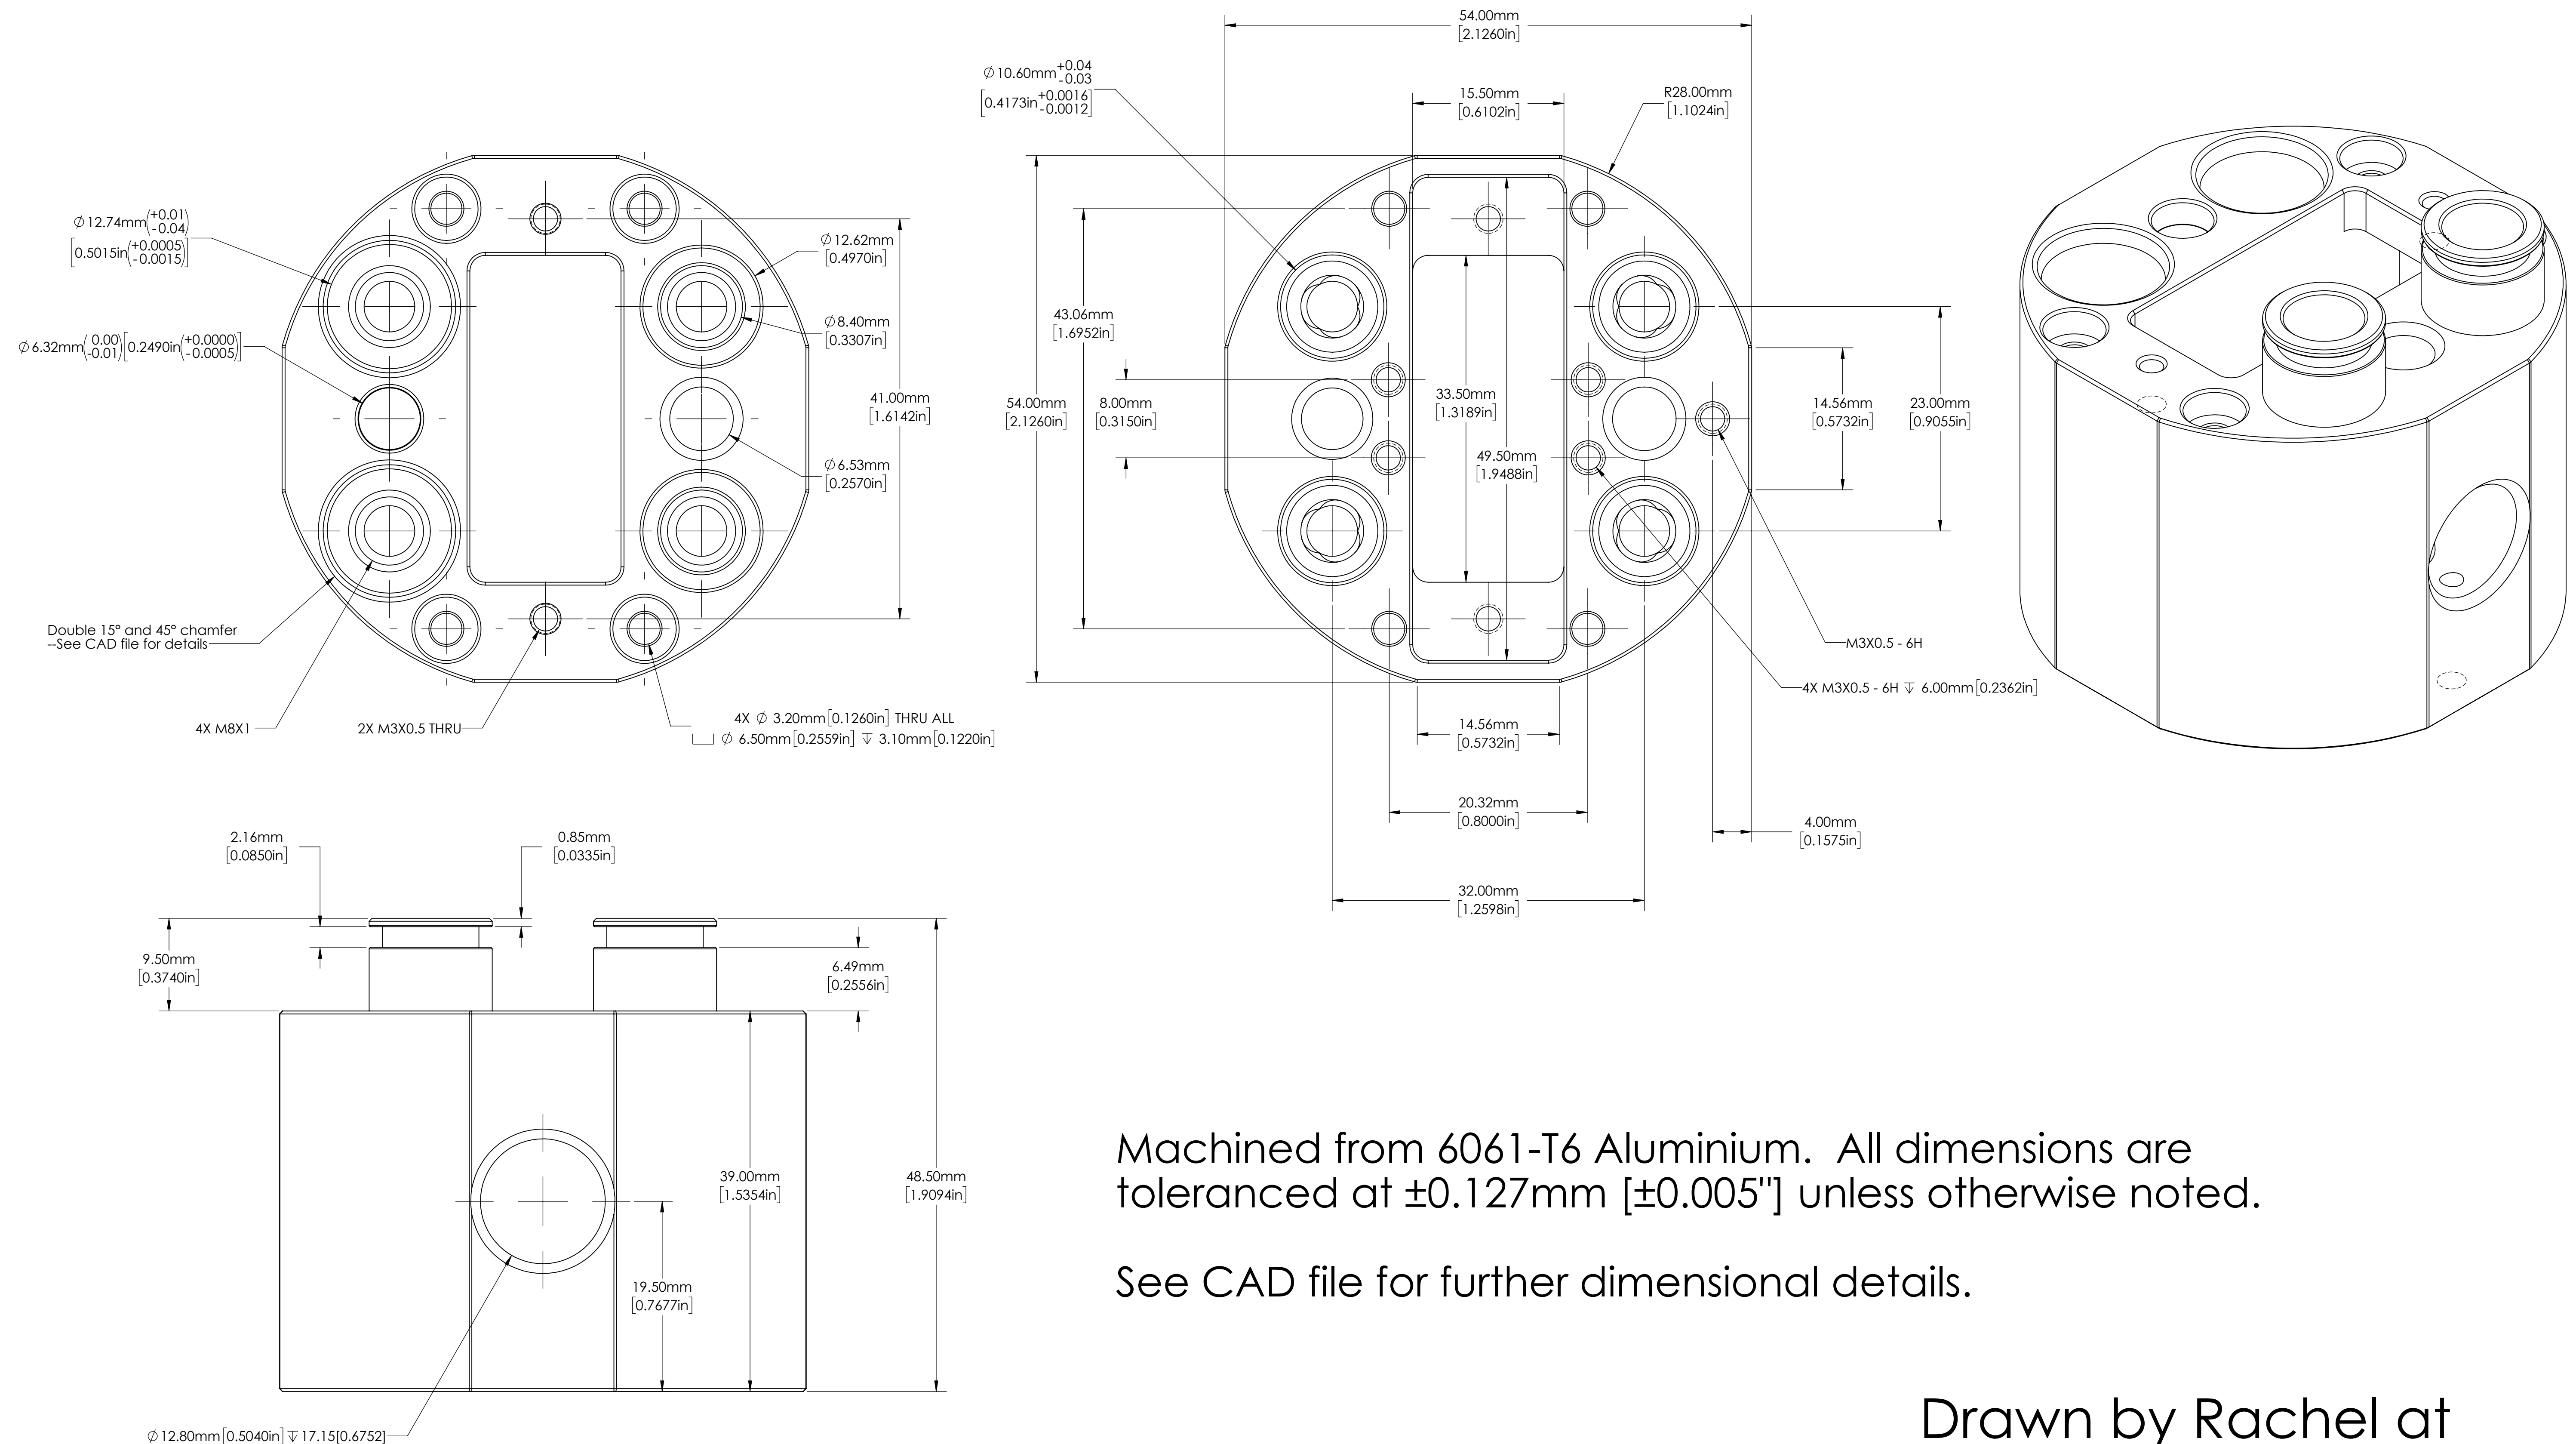 54.00mm
[2.1260in]
Ø10.60mm +0.04 -0.03
[0.4173in +0.0016 -0.0012]
15.50mm
[0.6102in]
R28.00mm
[1.1024in]
Ø12.74mm(+0.01 -0.04)
[0.5015in(+0.0005 -0.0015)]
Ø6.32mm(0.00 -0.01)[0.2490in(+0.0000 -0.0005)]
Double 15° and 45° chamfer
--See CAD file for details
4X M8X1
2X M3X0.5 THRU
4X Ø 3.20mm[0.1260in] THRU ALL
⌴ Ø 6.50mm[0.2559in] ↧ 3.10mm[0.1220in]
Ø12.62mm
[0.4970in]
Ø8.40mm
[0.3307in]
41.00mm
[1.6142in]
Ø6.53mm
[0.2570in]
43.06mm
[1.6952in]
54.00mm
[2.1260in]
8.00mm
[0.3150in]
33.50mm
[1.3189in]
49.50mm
[1.9488in]
14.56mm
[0.5732in]
23.00mm
[0.9055in]
M3X0.5 - 6H
4X M3X0.5 - 6H ↧ 6.00mm[0.2362in]
14.56mm
[0.5732in]
20.32mm
[0.8000in]
4.00mm
[0.1575in]
32.00mm
[1.2598in]
2.16mm
[0.0850in]
0.85mm
[0.0335in]
9.50mm
[0.3740in]
6.49mm
[0.2556in]
39.00mm
[1.5354in]
48.50mm
[1.9094in]
19.50mm
[0.7677in]
Ø12.80mm[0.5040in]↧17.15[0.6752]
Machined from 6061-T6 Aluminium. All dimensions are
toleranced at ±0.127mm [±0.005"] unless otherwise noted.
See CAD file for further dimensional details.
Drawn by Rachel at